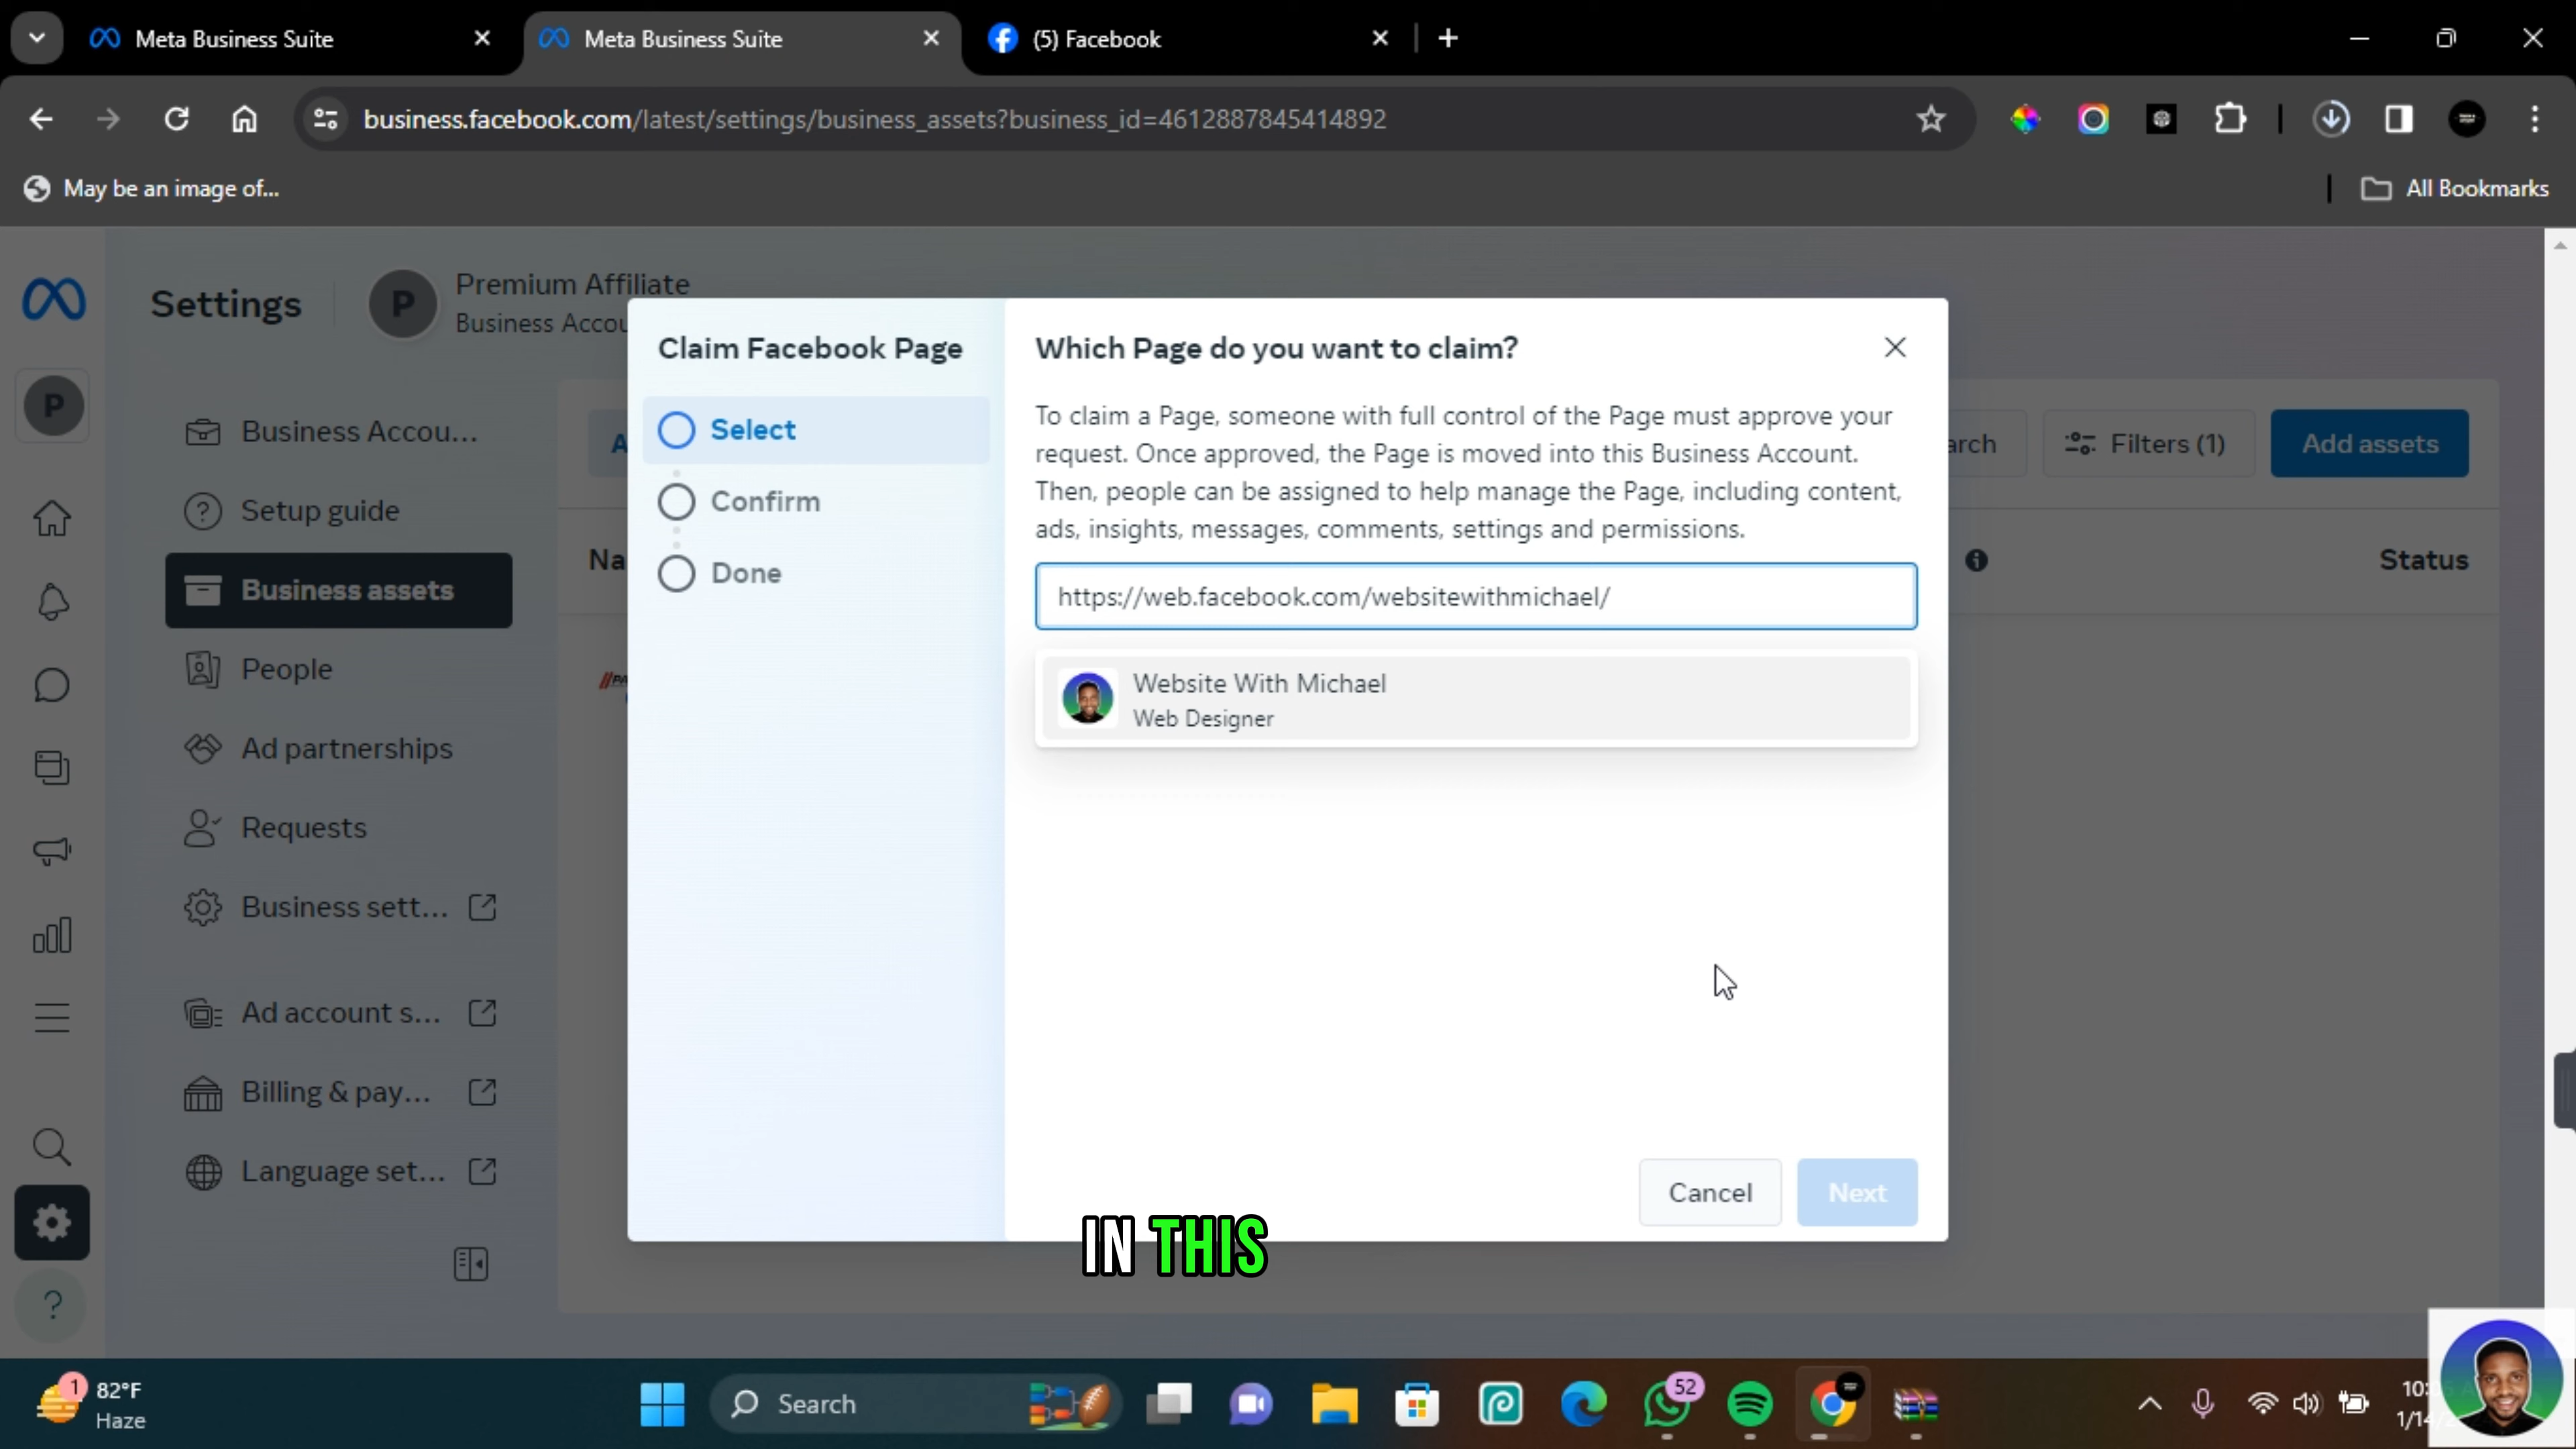 Meta Business Suite
Meta Business Suite
(5) Facebook
business.facebook.com/latest/settings/business_assets?business_id=4612887845414892
May be an image of...
All Bookmarks
Settings
P
Premium Affiliate
Business Accou
P
Business Accou...
Setup guide
Business assets
People
Ad partnerships
Requests
Business sett...
Ad account s...
Billing & pay...
Language set...
Claim Facebook Page
Select
Confirm
Done
Which Page do you want to claim?
To claim a Page, someone with full control of the Page must approve your
request. Once approved, the Page is moved into this Business Account.
Then, people can be assigned to help manage the Page, including content,
ads, insights, messages, comments, settings and permissions.
https://web.facebook.com/websitewithmichael/
Website With Michael
Web Designer
Cancel
Next
arch
Filters (1)
Add assets
Na
Status
IN THIS
1
82°F
Haze
Search
52
10:
1/14/